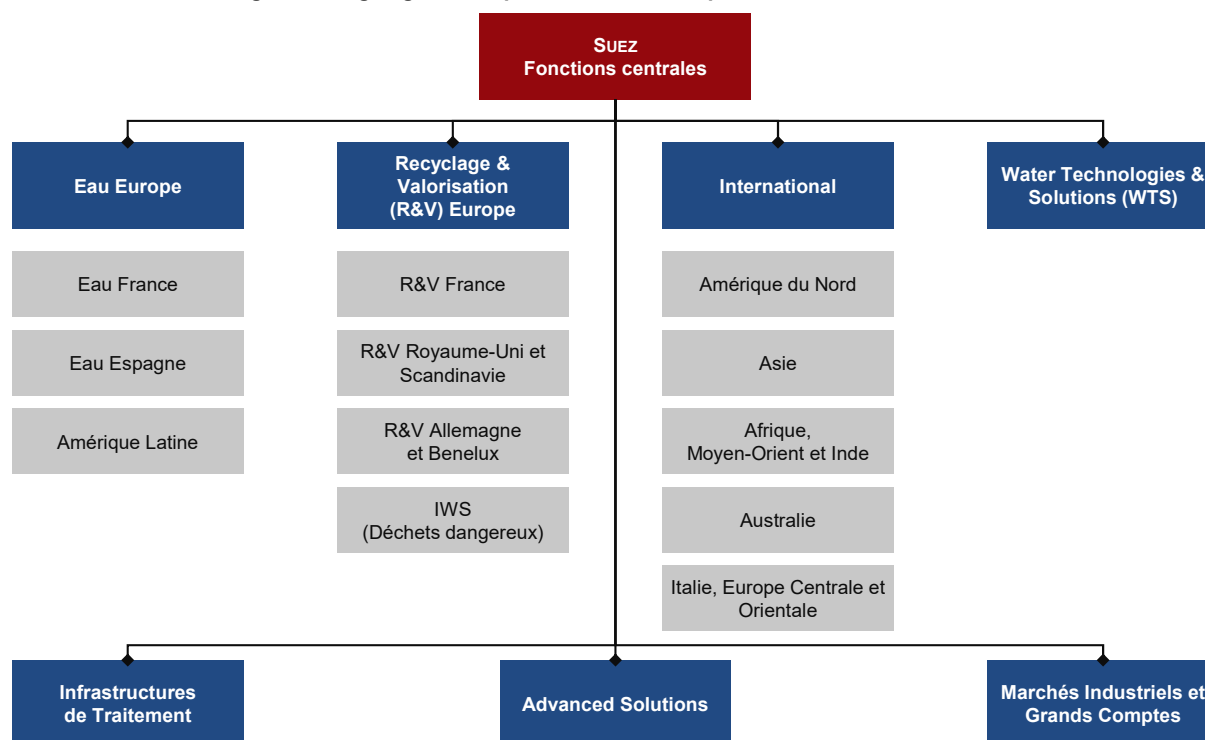 SUEZ
Fonctions centrales
Eau Europe
Recyclage &
Valorisation
(R&V) Europe
International
Water Technologies &
Solutions (WTS)
Eau France
R&V France
Amérique du Nord
Eau Espagne
R&V Royaume-Uni et
Scandinavie
Asie
Amérique Latine
R&V Allemagne
et Benelux
Afrique,
Moyen-Orient et Inde
IWS
(Déchets dangereux)
Australie
Italie, Europe Centrale et
Orientale
Infrastructures
de Traitement
Advanced Solutions
Marchés Industriels et
Grands Comptes